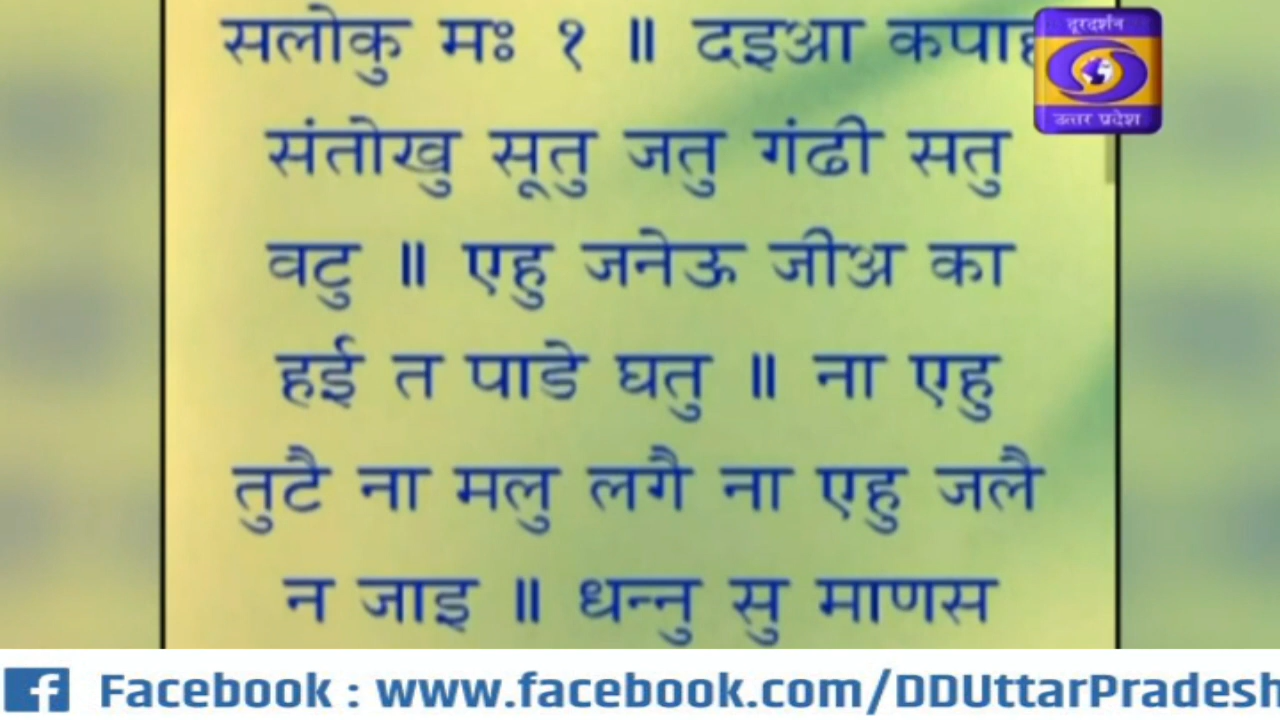 सलोकु मः १ ॥ दइआ
दूरदर्शन
उत्तर प्रदेश
संतोखु सूतु जतु गंढी सतु
वटु ॥ एहु जनेऊ जीअ का
हई त पाडे घतु ॥ ना एहु
तुटै ना मलु लगै ना एहु जलै
न जाइ ॥ धन्नु सु माणस
Facebook : www.facebook.com/DDUttarPradesh